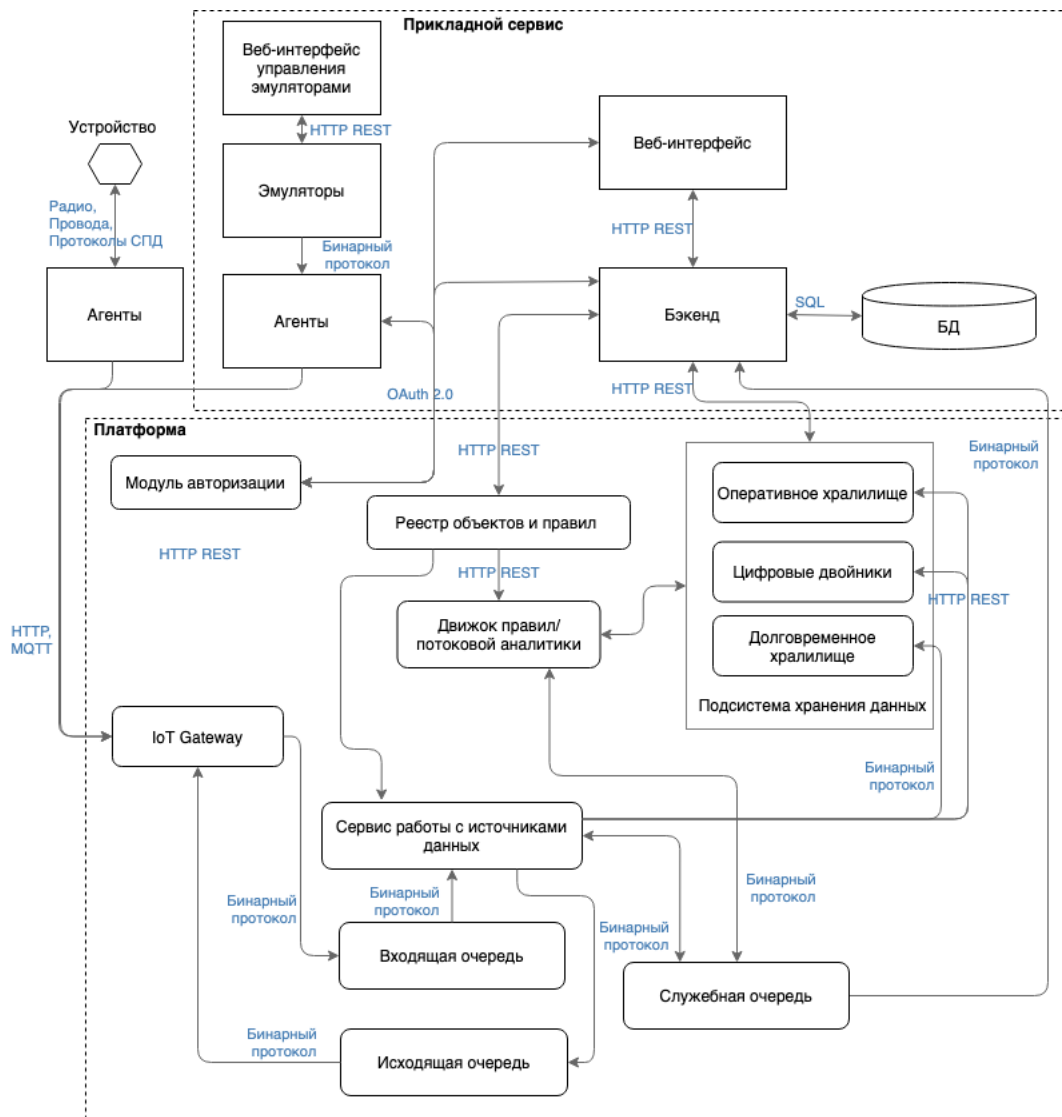 Прикладной сервис
Веб-интерфейс
управления
эмуляторами
HTTP REST
Устройство
Веб-интерфейс
Эмуляторы
Радио,
Провода,
Протоколы СПД
HTTP REST
Бинарный
протокол
Агенты
Агенты
Бэкенд
SQL
БД
HTTP REST
OAuth 2.0
Платформа
HTTP REST
Бинарный
протокол
Модуль авторизации
Оперативное хралилище
Реестр объектов и правил
HTTP REST
HTTP REST
Цифровые двойники
HTTP REST
HTTP,
MQTT
Движок правил/
потоковой аналитики
Долговременное
хралилище
Подсистема хранения данных
IoT Gateway
Бинарный
протокол
Сервис работы с источниками
данных
Бинарный
протокол
Бинарный
протокол
Бинарный
протокол
Бинарный
протокол
Входящая очередь
Служебная очередь
Бинарный
протокол
Исходящая очередь